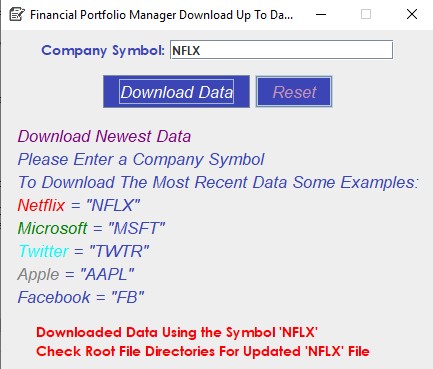 Financial Portfolio Manager Download Up To Da...
Company Symbol: NFLX
Download Data Reset
Download Newest Data
Please Enter a Company Symbol
To Download The Most Recent Data Some Examples:
Netflix = "NFLX"
Microsoft = "MSFT"
Twitter = "TWTR"
Apple = "AAPL"
Facebook = "FB"
Downloaded Data Using the Symbol 'NFLX'
Check Root File Directories For Updated 'NFLX' File